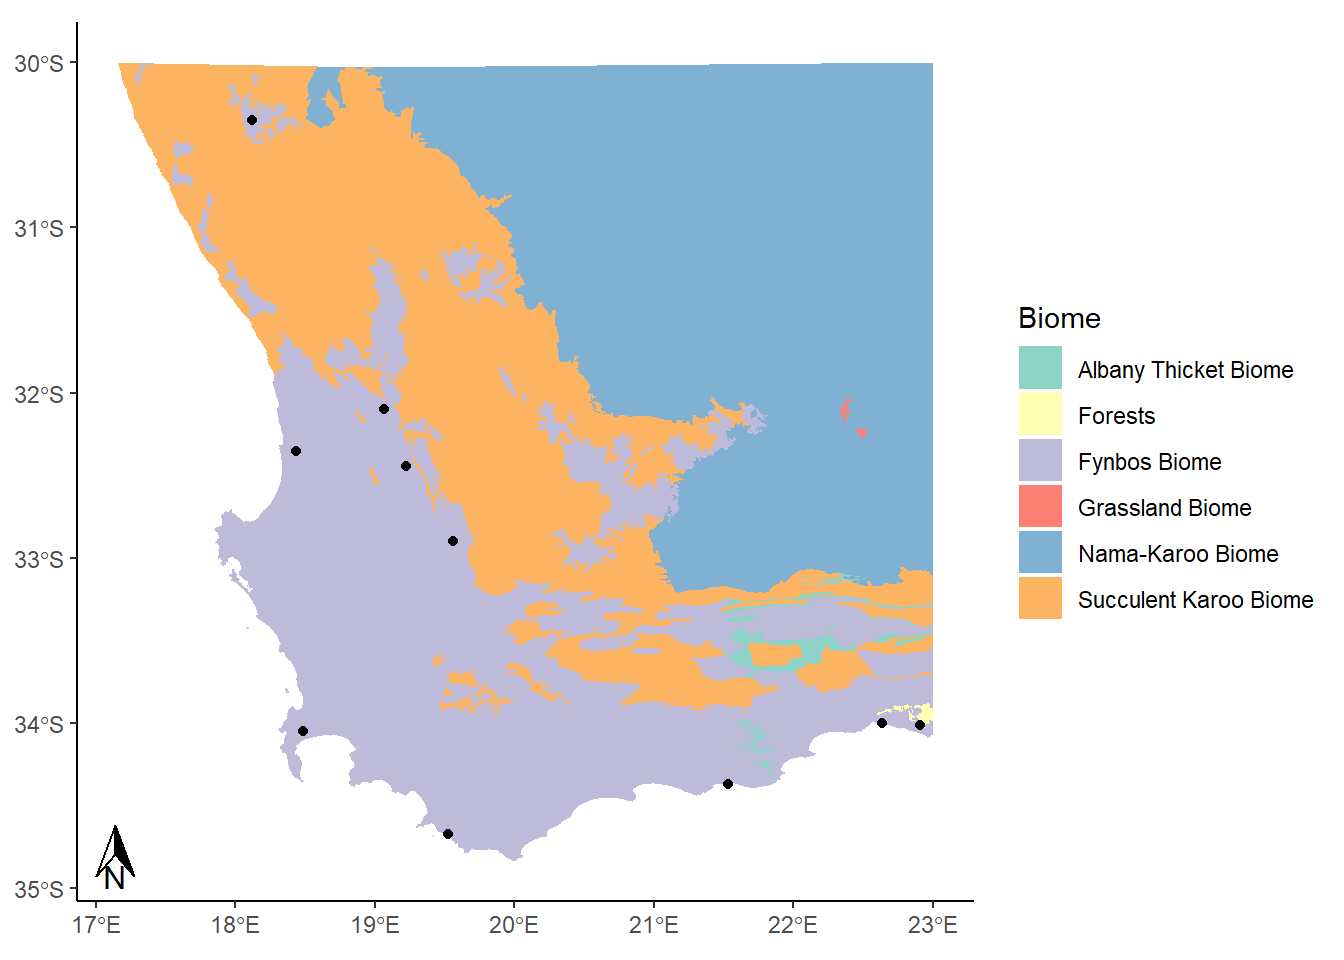 30°S
31°S
32°S
33°S
34°S
35°S
N
17°E
18°E
19°E
20°E
21°E
22°E
23°E
Biome
Albany Thicket Biome
Forests
Fynbos Biome
Grassland Biome
Nama-Karoo Biome
Succulent Karoo Biome